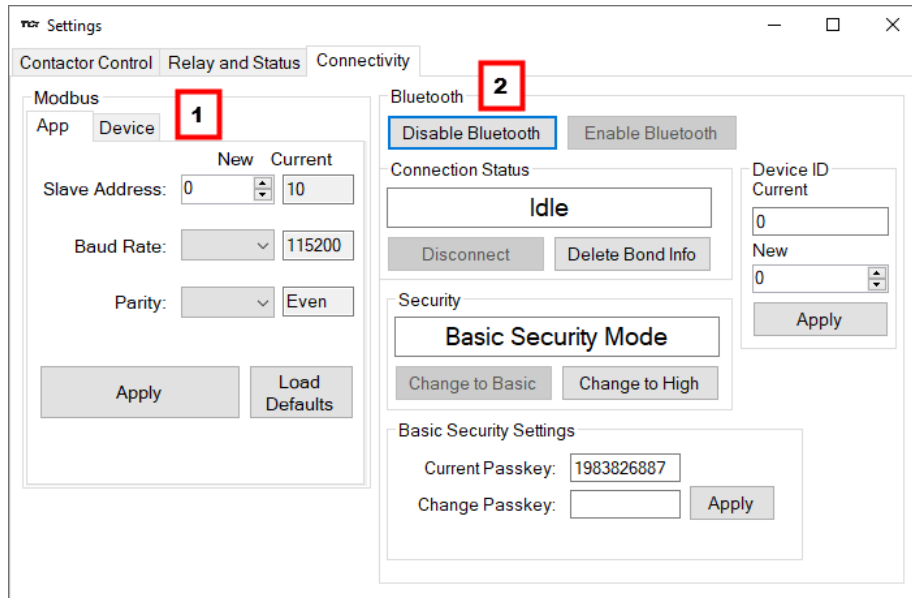 TICR Settings
Contactor Control Relay and Status Connectivity
Modbus
1
App Device
New Current
Slave Address: 0 10
Baud Rate: 115200
Parity: Even
Apply Load Defaults
Bluetooth
2
Disable Bluetooth Enable Bluetooth
Connection Status
Idle
Disconnect Delete Bond Info
Device ID
Current
0
New
0
Apply
Security
Basic Security Mode
Change to Basic Change to High
Basic Security Settings
Current Passkey: 1983826887
Change Passkey: Apply